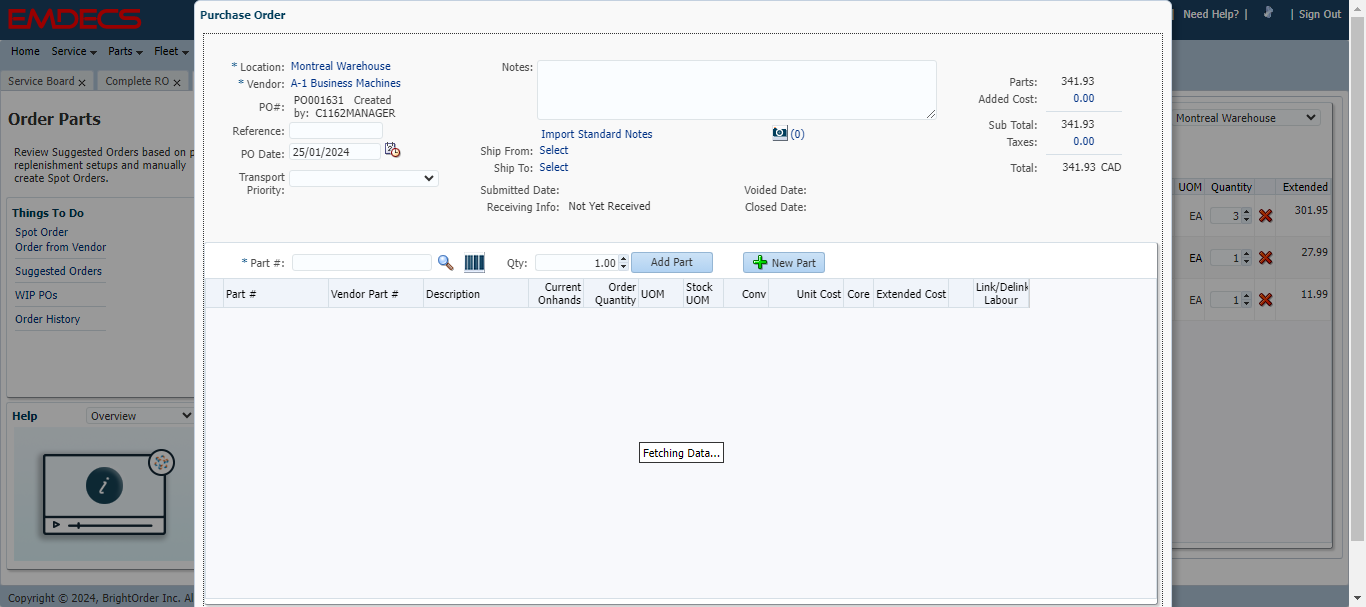 EMDECS
Purchase Order
Need Help? |
| Sign Out
Home Service Parts Fleet
Service Board x Complete RO x
Order Parts
Review Suggested Orders based on p
replenishment setups and manually
create Spot Orders.
Things To Do
Spot Order
Order from Vendor
Suggested Orders
WIP POs
Order History
Help Overview
i
Copyright © 2024, BrightOrder Inc. Al
* Location: Montreal Warehouse
* Vendor: A-1 Business Machines
PO#: PO001631 Created
by: C1162MANAGER
Reference:
PO Date: 25/01/2024
Transport
Priority:
Notes:
Import Standard Notes (0)
Ship From: Select
Ship To: Select
Submitted Date: Voided Date:
Receiving Info: Not Yet Received Closed Date:
Parts: 341.93
Added Cost: 0.00
Sub Total: 341.93
Taxes: 0.00
Total: 341.93 CAD
* Part #: Qty: 1.00 Add Part New Part
Part # Vendor Part # Description Current Onhands Order Quantity UOM Stock UOM Conv Unit Cost Core Extended Cost Link/Delink Labour
Fetching Data...
Montreal Warehouse
UOM Quantity Extended
EA 3 301.95
EA 1 27.99
EA 1 11.99